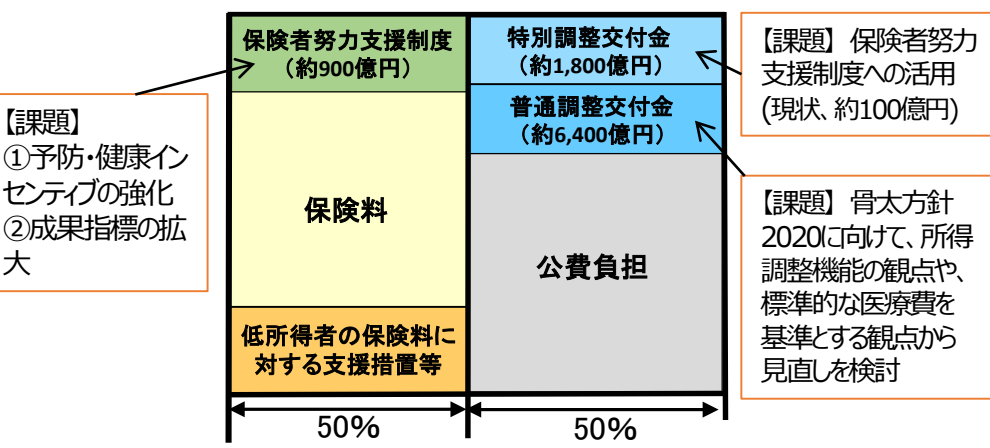 保険者努力支援制度
（約900億円）
特別調整交付金
（約1,800億円）
【課題】 保険者努力
支援制度への活用
(現状、約100億円)
普通調整交付金
（約6,400億円）
【課題】
①予防・健康イン
センティブの強化
②成果指標の拡
大
保険料
公費負担
【課題】 骨太方針
2020に向けて、所得
調整機能の観点や、
標準的な医療費を
基準とする観点から
見直しを検討
低所得者の保険料に
対する支援措置等
50%
50%